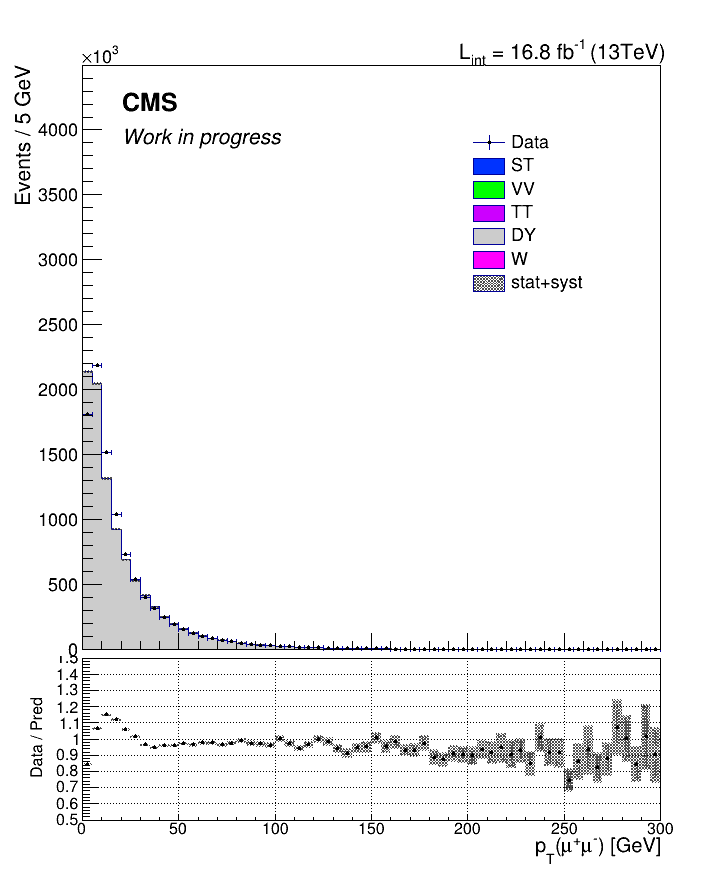 ×10³
L_int = 16.8 fb⁻¹ (13TeV)
Events / 5 GeV
CMS
Work in progress
4000
3500
3000
2500
2000
1500
1000
500
0
Data
ST
VV
TT
DY
W
stat+syst
Data / Pred
1.5
1.4
1.3
1.2
1.1
1
0.9
0.8
0.7
0.6
0.5
0 50 100 150 200 250 300
p_T(μ⁺μ⁻) [GeV]